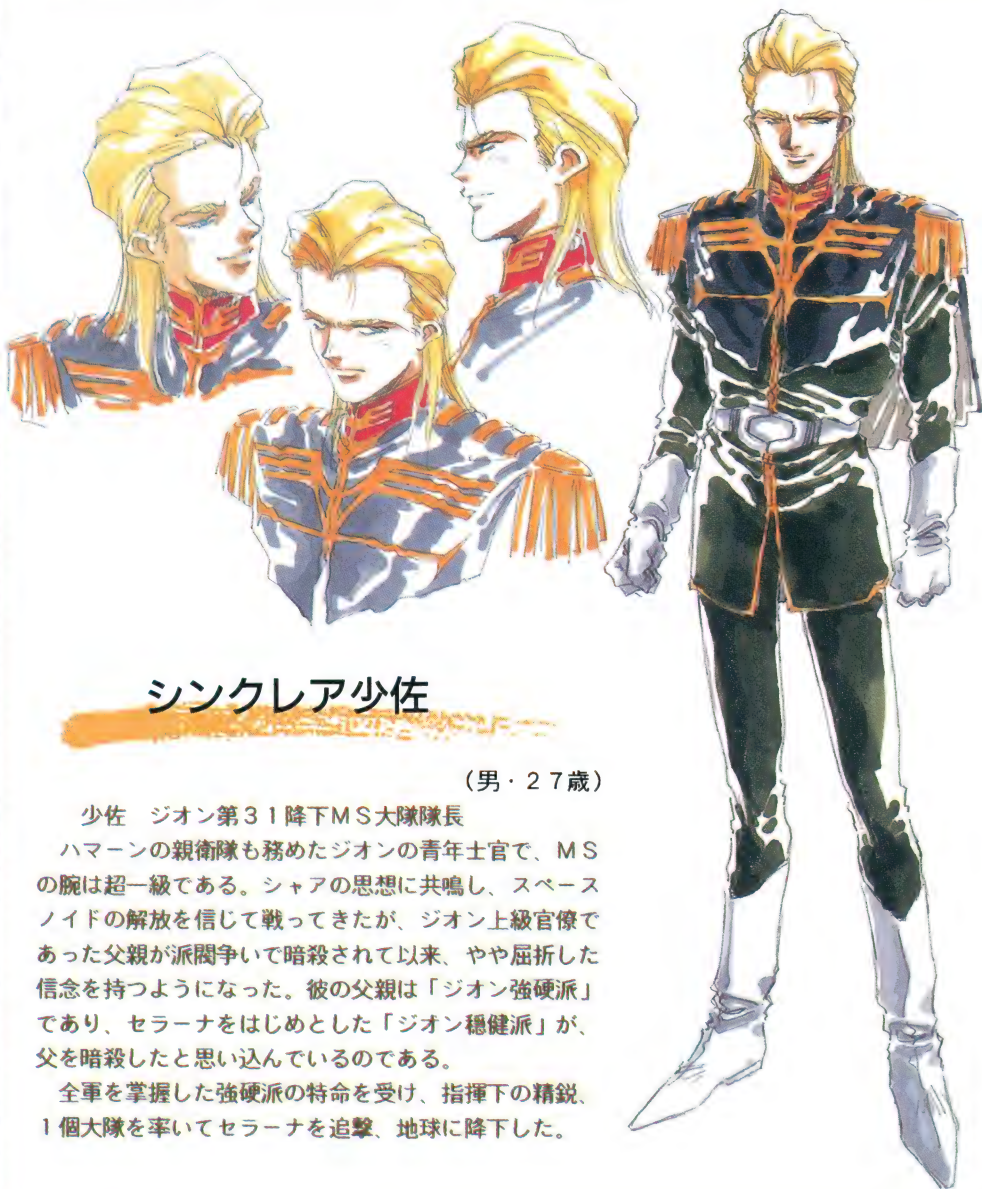 シンクレア少佐
（男・２７歳）
少佐　ジオン第３１降下ＭＳ大隊隊長
ハマーンの親衛隊も務めたジオンの青年士官で、ＭＳ
の腕は超一級である。シャアの思想に共鳴し、スペース
ノイドの解放を信じて戦ってきたが、ジオン上級官僚で
あった父親が派閥争いで暗殺されて以来、やや屈折した
信念を持つようになった。彼の父親は「ジオン強硬派」
であり、セラーナをはじめとした「ジオン穏健派」が、
父を暗殺したと思い込んでいるのである。
全軍を掌握した強硬派の特命を受け、指揮下の精鋭、
１個大隊を率いてセラーナを追撃、地球に降下した。